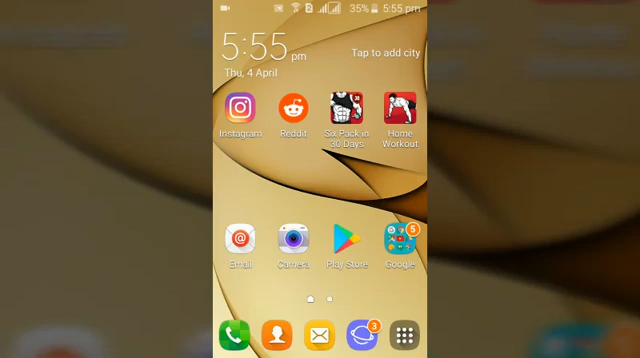 35% 5:55 pm
5:55 pm
Tap to add city
Thu, 4 April
Instagram
Reddit
Six Pack in
30 Days
Home
Workout
5
Email
Camera
Play Store
Google
3